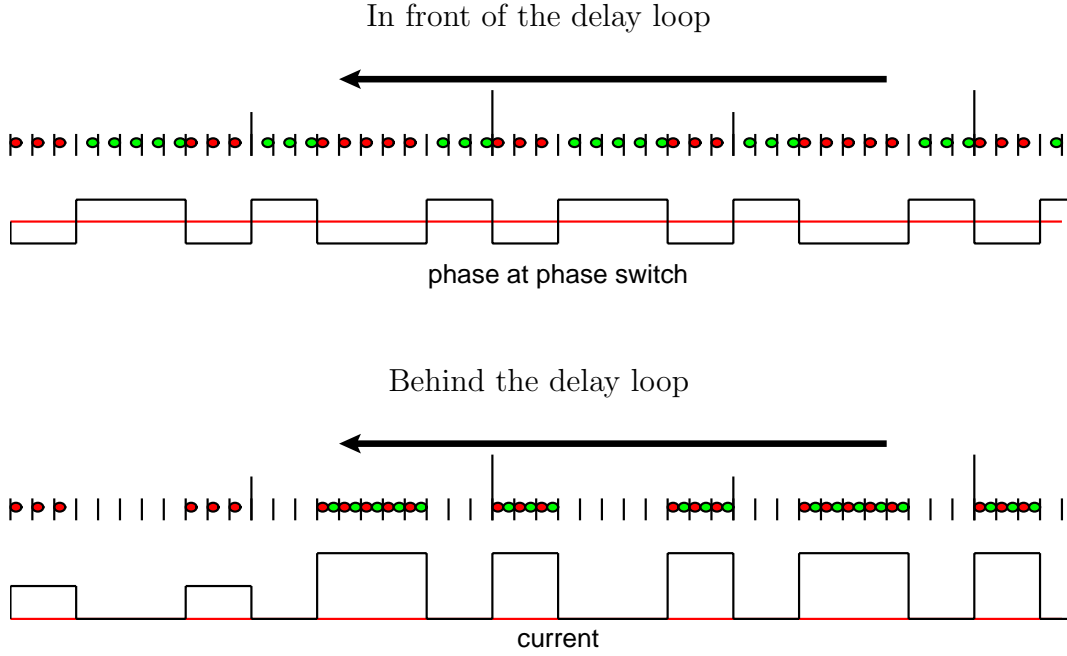 In front of the delay loop
phase at phase switch
Behind the delay loop
current